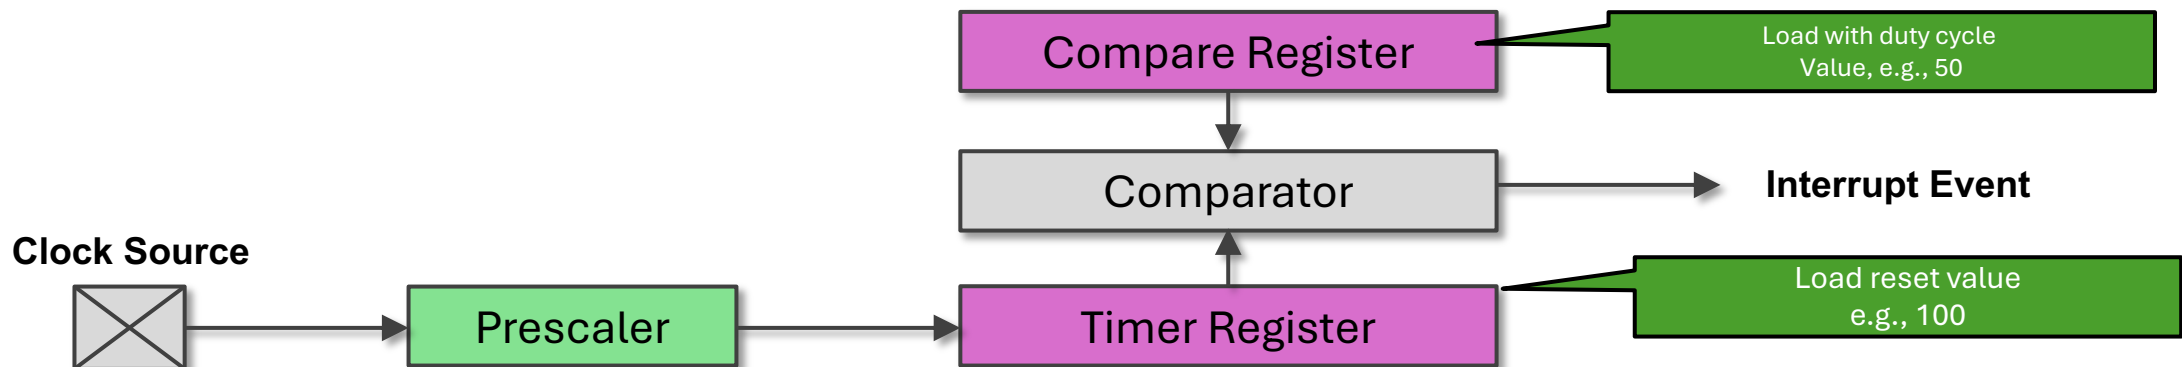 Compare Register
Load with duty cycle
Value, e.g., 50
Comparator
Interrupt Event
Clock Source
Prescaler
Timer Register
Load reset value
e.g., 100